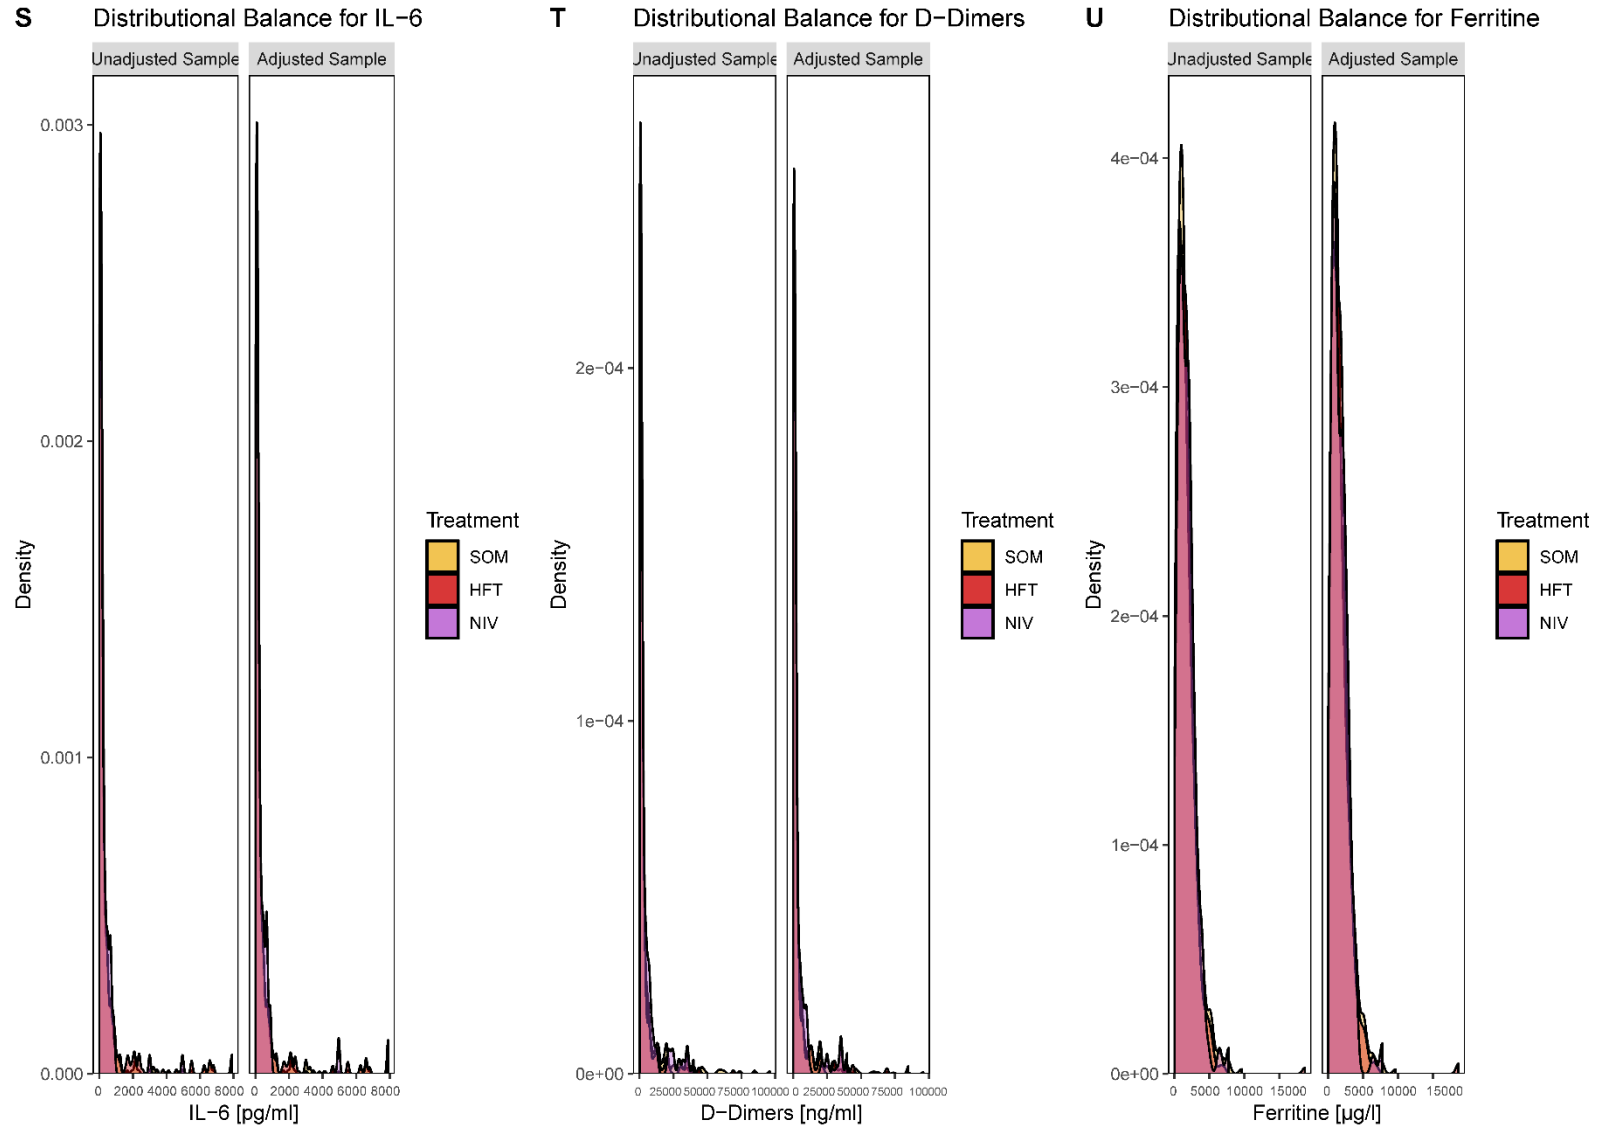 S Distributional Balance for IL−6
Unadjusted Sample Adjusted Sample
0.003
0.002
0.001
0.000
Density
0 2000 4000 6000 8000 0 2000 4000 6000 8000
IL−6 [pg/ml]
Treatment
SOM
HFT
NIV
T Distributional Balance for D−Dimers
Unadjusted Sample Adjusted Sample
2e−04
1e−04
0e+00
Density
0 25000 50000 75000 100000 0 25000 50000 75000 100000
D−Dimers [ng/ml]
Treatment
SOM
HFT
NIV
U Distributional Balance for Ferritine
Unadjusted Sample Adjusted Sample
4e−04
3e−04
2e−04
1e−04
0e+00
Density
0 5000 10000 15000 0 5000 10000 15000
Ferritine [µg/l]
Treatment
SOM
HFT
NIV